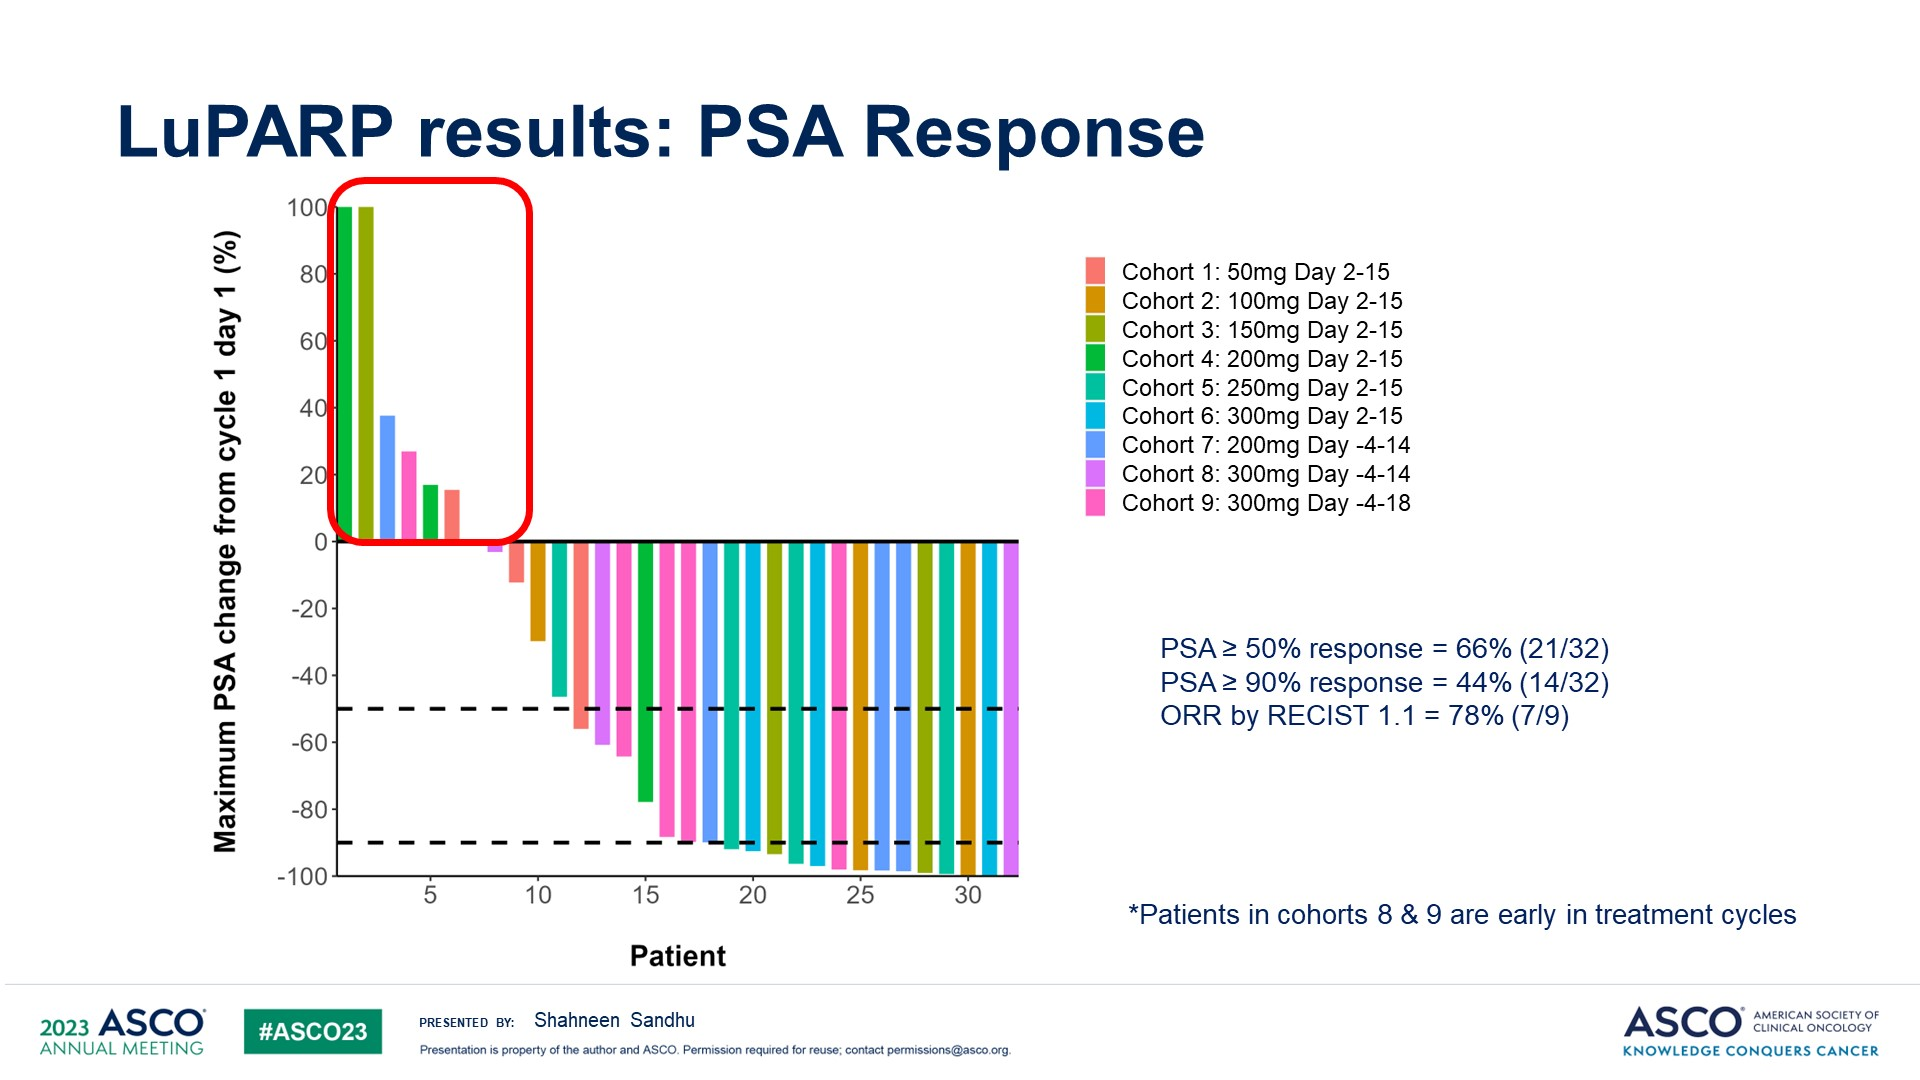 LuPARP results: PSA Response
Maximum PSA change from cycle 1 day 1 (%)
100
80
60
40
20
0
-20
-40
-60
-80
-100
5 10 15 20 25 30
Patient
Cohort 1: 50mg Day 2-15
Cohort 2: 100mg Day 2-15
Cohort 3: 150mg Day 2-15
Cohort 4: 200mg Day 2-15
Cohort 5: 250mg Day 2-15
Cohort 6: 300mg Day 2-15
Cohort 7: 200mg Day -4-14
Cohort 8: 300mg Day -4-14
Cohort 9: 300mg Day -4-18
PSA ≥ 50% response = 66% (21/32)
PSA ≥ 90% response = 44% (14/32)
ORR by RECIST 1.1 = 78% (7/9)
*Patients in cohorts 8 & 9 are early in treatment cycles
2023 ASCO
ANNUAL MEETING
#ASCO23
PRESENTED BY: Shahneen Sandhu
Presentation is property of the author and ASCO. Permission required for reuse; contact permissions@asco.org.
ASCO AMERICAN SOCIETY OF
CLINICAL ONCOLOGY
KNOWLEDGE CONQUERS CANCER